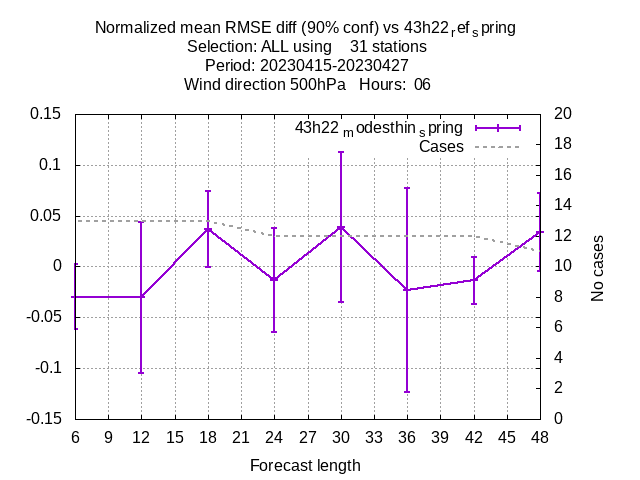 Normalized mean RMSE diff (90% conf) vs 43h22refspring
Selection: ALL using 31 stations
Period: 20230415-20230427
Wind direction 500hPa Hours: 06
43h22modesthinspring
Cases
0.15
0.1
0.05
0
-0.05
-0.1
-0.15
20
18
16
14
12
10
8
6
4
2
0
No cases
6 9 12 15 18 21 24 27 30 33 36 39 42 45 48
Forecast length